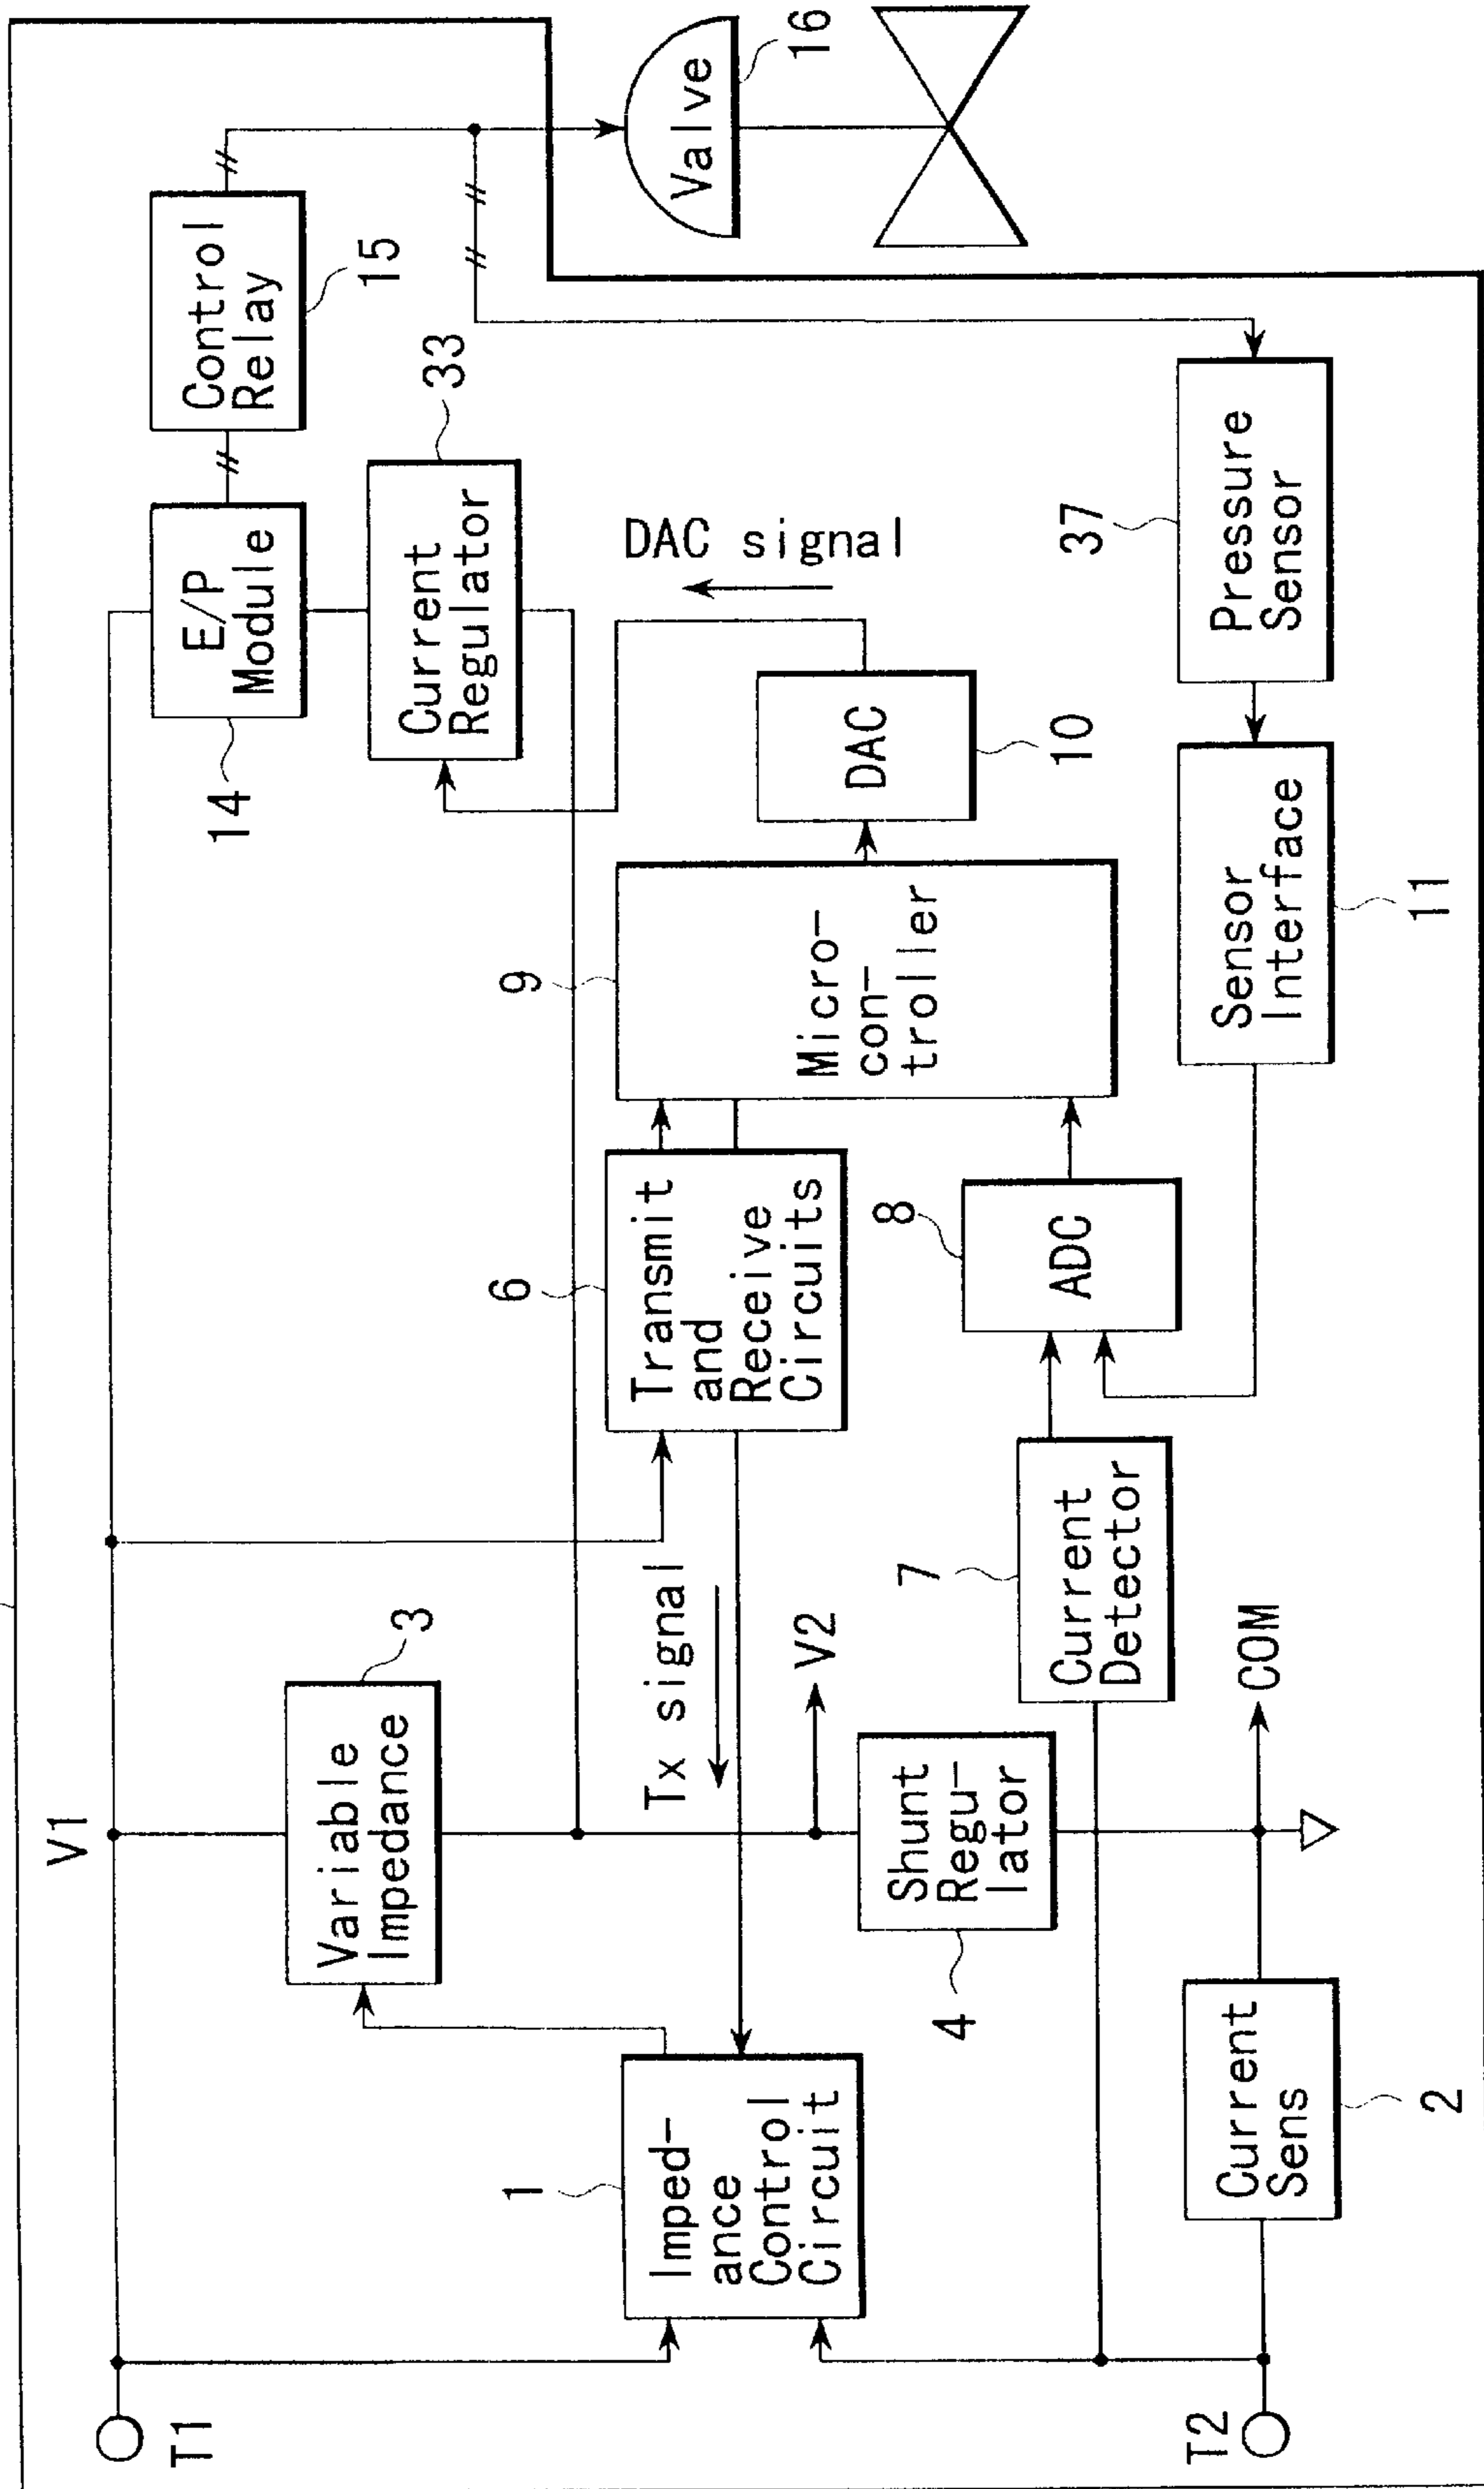 V1
T1
T2
1
Imped-
ance
Control
Circuit
Variable
Impedance
3
Tx signal
V2
Shunt
Regu-
lator
4
Current
Sens
2
COM
7
Current
Detector
6
Transmit
and
Receive
Circuits
8
ADC
9
Micro-
con-
troller
DAC
10
DAC signal
Sensor
Interface
11
37
Pressure
Sensor
E/P
Module
14
Current
Regulator
33
Control
Relay
15
Valve
16